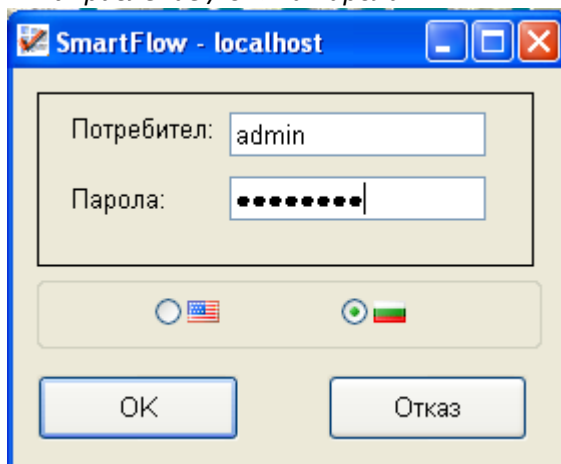 SmartFlow - localhost
Потребител: admin
Парола: ●●●●●●●●
OK
Отказ